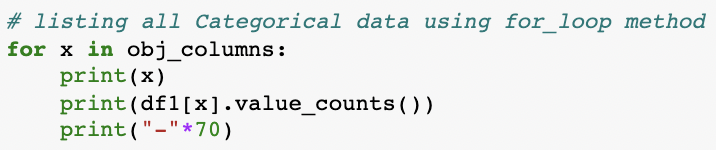 # listing all Categorical data using for_loop method
for x in obj_columns:
    print(x)
    print(df1[x].value_counts())
    print("-"*70)